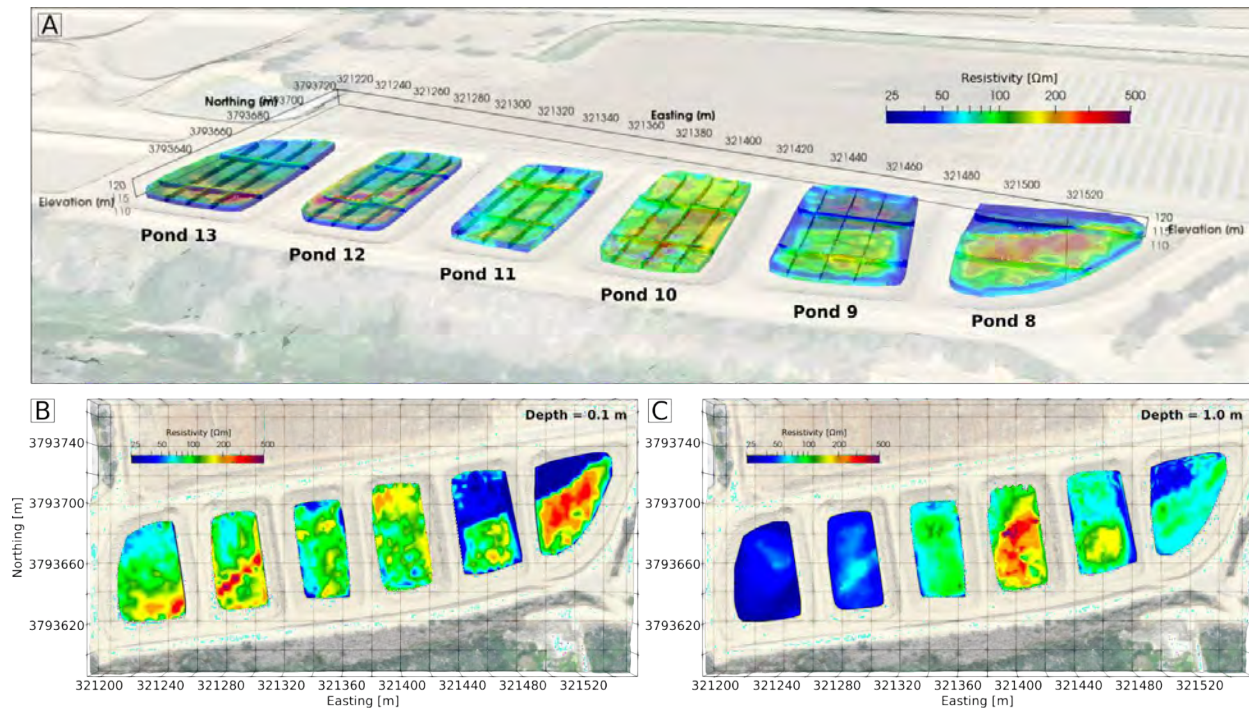 A
Resistivity [Ωm]
25 50 100 200 500
Northing (m)
3793720
3793700
3793680
3793660
3793640
321220
321240
321260
321280
321300
321320
321340
321360
321380
321400
321420
321440
321460
321480
321500
321520
Easting (m)
120
115
110
Elevation (m)
120
115
110
Elevation (m)
Pond 13
Pond 12
Pond 11
Pond 10
Pond 9
Pond 8
B
Depth = 0.1 m
Resistivity [Ωm]
25 50 100 200 500
3793740
3793700
3793660
3793620
Northing [m]
321200 321240 321280 321320 321360 321400 321440 321480 321520
Easting [m]
C
Depth = 1.0 m
Resistivity [Ωm]
25 50 100 200 500
3793740
3793700
3793660
3793620
321200 321240 321280 321320 321360 321400 321440 321480 321520
Easting [m]